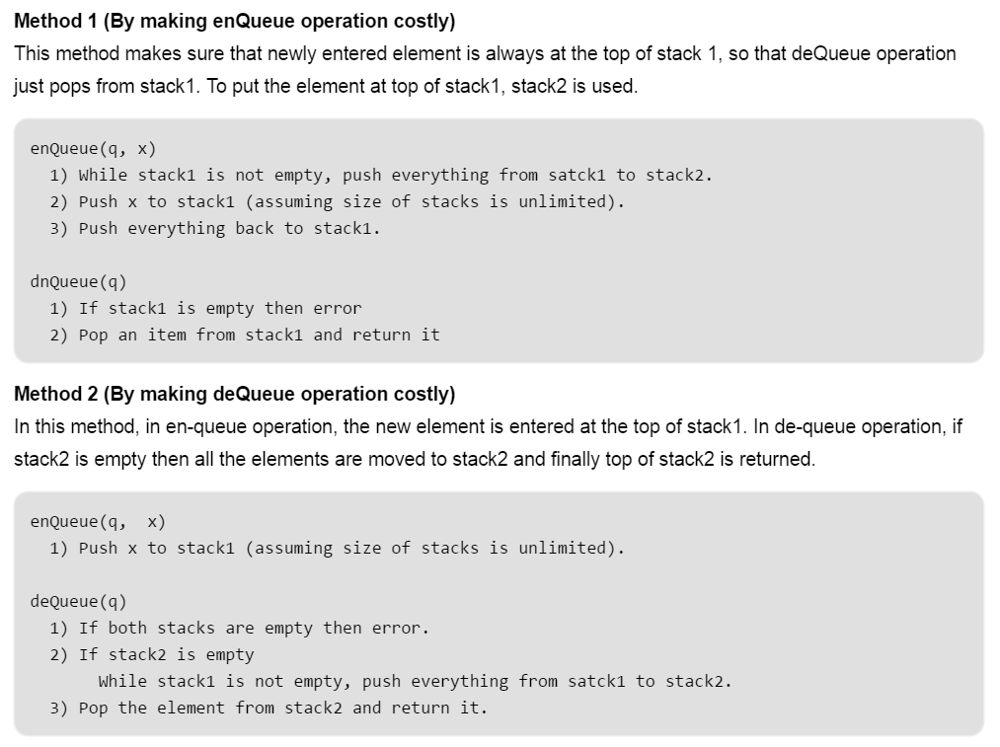 Method 1 (By making enQueue operation costly)
This method makes sure that newly entered element is always at the top of stack 1, so that deQueue operation
just pops from stack1. To put the element at top of stack1, stack2 is used.
enQueue(q, x)
1) While stack1 is not empty, push everything from satck1 to stack2.
2) Push x to stack1 (assuming size of stacks is unlimited).
3) Push everything back to stack1.
dnQueue(q)
1) If stack1 is empty then error
2) Pop an item from stack1 and return it
Method 2 (By making deQueue operation costly)
In this method, in en-queue operation, the new element is entered at the top of stack1. In de-queue operation, if
stack2 is empty then all the elements are moved to stack2 and finally top of stack2 is returned.
enQueue(q,  x)
1) Push x to stack1 (assuming size of stacks is unlimited).
deQueue(q)
1) If both stacks are empty then error.
2) If stack2 is empty
While stack1 is not empty, push everything from satck1 to stack2.
3) Pop the element from stack2 and return it.